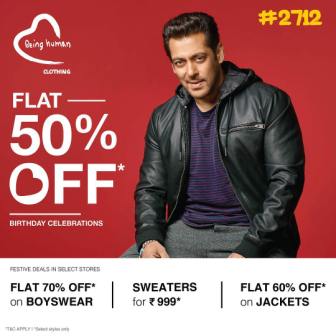 #2712
Being human
CLOTHING
FLAT
50%
OFF*
BIRTHDAY CELEBRATIONS
FESTIVE DEALS IN SELECT STORES
FLAT 70% OFF*
on BOYSWEAR
SWEATERS
for ₹ 999*
FLAT 60% OFF*
on JACKETS
*T&C APPLY / *Select styles only